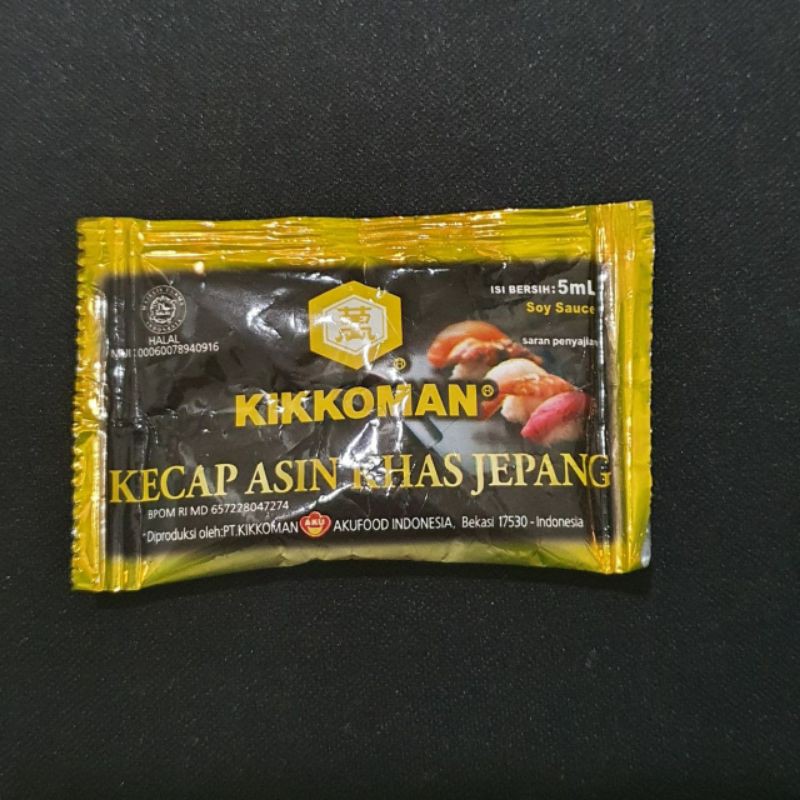 ISI BERSIH: 5mL
Soy Sauce
saran penyajian
HALAL
00060078940916
KIKKOMAN®
KECAP ASIN KHAS JEPANG
BPOM RI MD 657228047274
*Diproduksi oleh:PT.KIKKOMAN AKU AKUFOOD INDONESIA, Bekasi 17530 - Indonesia